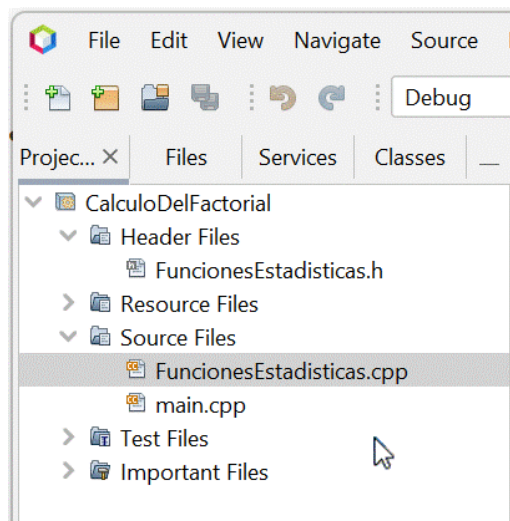 File Edit View Navigate Source
Debug
Projec... Files Services Classes
CalculoDelFactorial
Header Files
FuncionesEstadisticas.h
Resource Files
Source Files
FuncionesEstadisticas.cpp
main.cpp
Test Files
Important Files